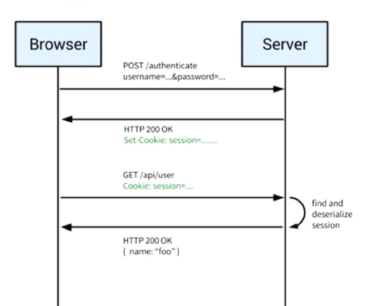 Browser
Server
POST /authenticate
username=...&password=...
HTTP 200 OK
Set-Cookie: session=.......
GET /api/user
Cookie: session=....
find and
deserialize
session
HTTP 200 OK
{ name: "foo" }